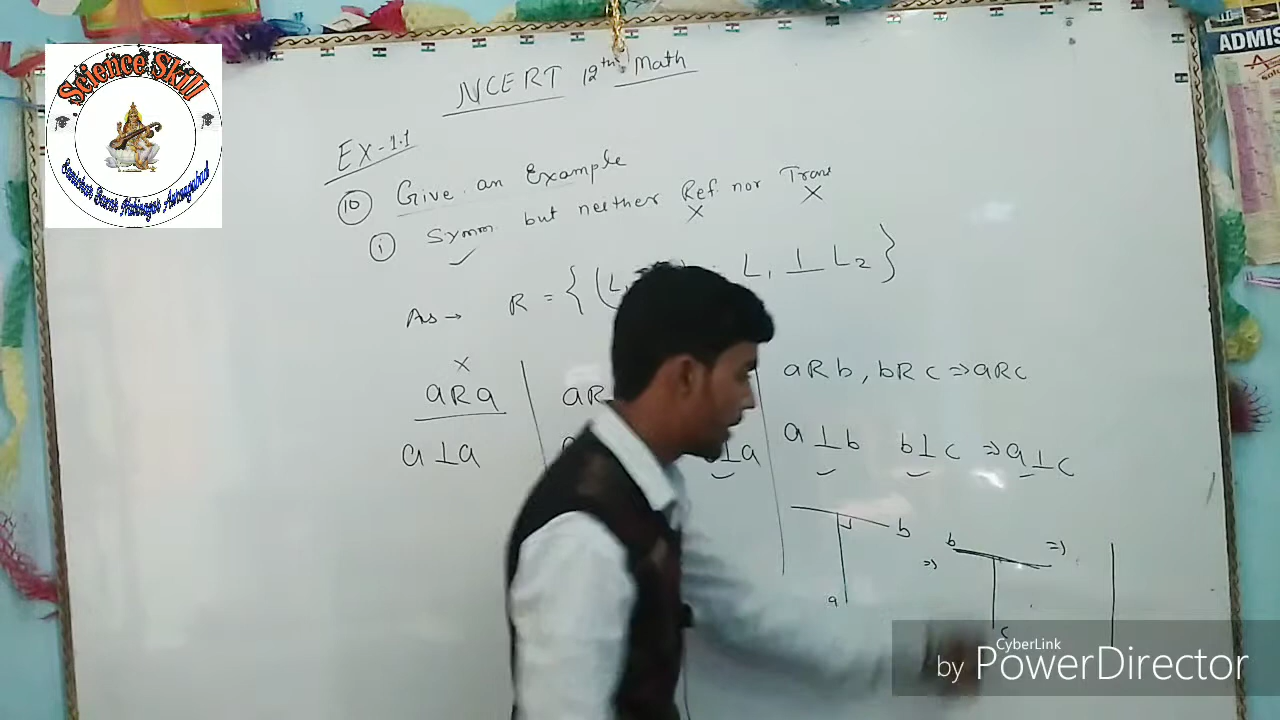 Science Skill
ADMIS
NCERT 12th Math
Ex-1.1
10 Give an Example
i Symm. but neither Ref. nor Trans
R = { (L, : L1 ⊥ L2 }
x
aRa
aR
aRb, bRc ⇒ aRc
a⊥a
⊥a
a⊥b b⊥c ⇒ a⊥c
b
a
⇒
b
⇒
c
CyberLink
by PowerDirector